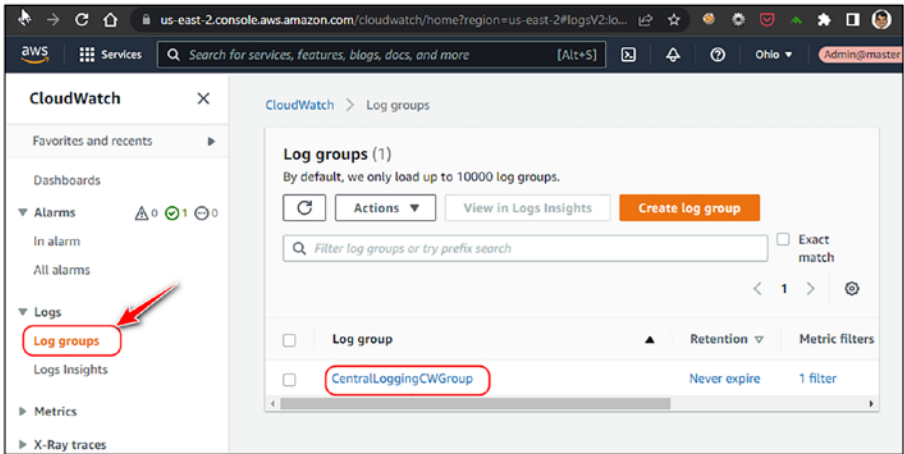 us-east-2.console.aws.amazon.com/cloudwatch/home?region=us-east-2#logsV2:lo...
aws
Services
Search for services, features, blogs, docs, and more
[Alt+S]
Ohio
Admin@master
CloudWatch
Favorites and recents
Dashboards
Alarms
0
1
0
In alarm
All alarms
Logs
Log groups
Logs Insights
Metrics
X-Ray traces
CloudWatch > Log groups
Log groups (1)
By default, we only load up to 10000 log groups.
Actions
View in Logs Insights
Create log group
Filter log groups or try prefix search
Exact
match
1
Log group
Retention
Metric filters
CentralLoggingCWGroup
Never expire
1 filter